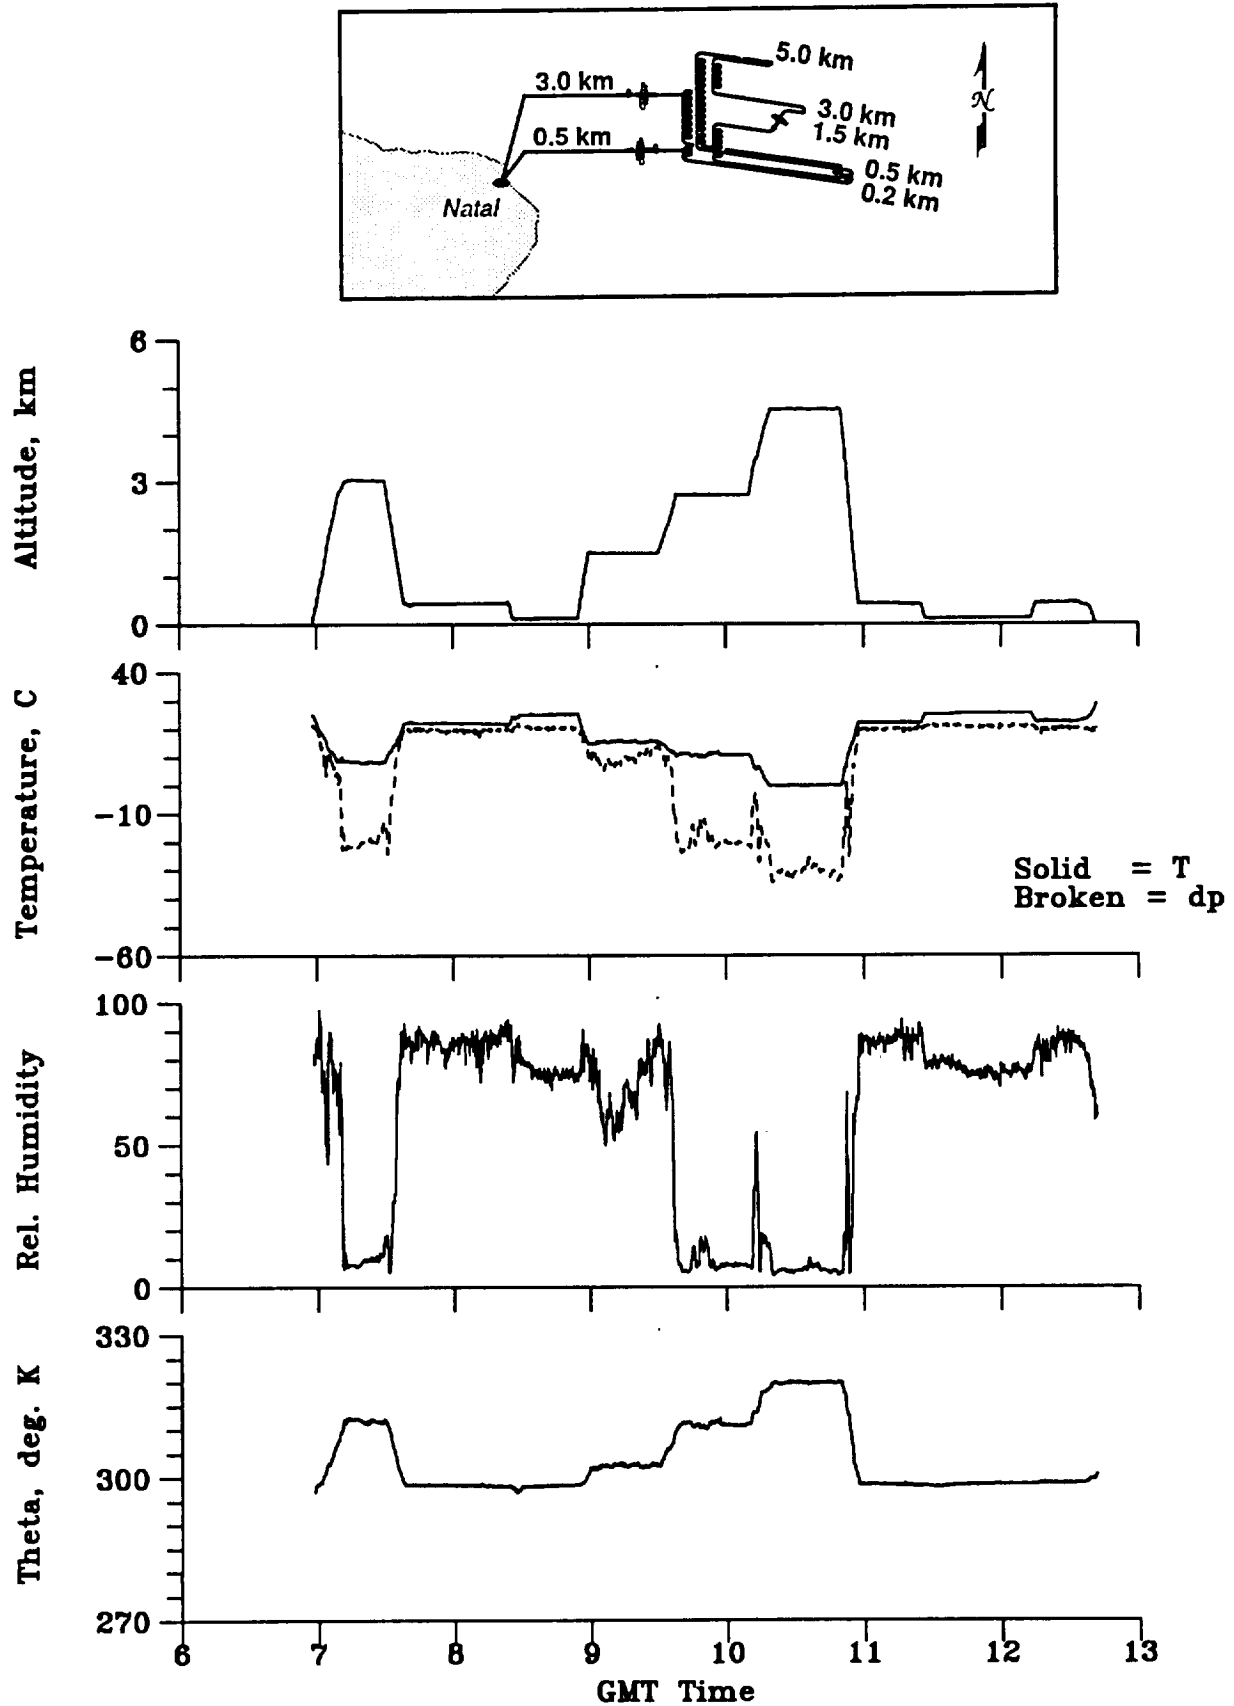 5.0 km
3.0 km
3.0 km
1.5 km
0.5 km
0.5 km
0.2 km
N
Natal
6
3
0
Altitude, km
40
-10
-60
Temperature, C
Solid = T
Broken = dp
100
50
0
Rel. Humidity
330
300
270
Theta, deg. K
6 7 8 9 10 11 12 13
GMT Time